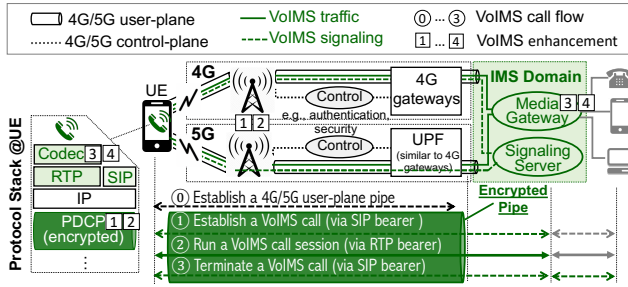 4G/5G user-plane
VoIMS traffic
⓪ ... ③ VoIMS call flow
4G/5G control-plane
VoIMS signaling
1 ... 4 VoIMS enhancement
Protocol Stack @UE
Codec 3 4
RTP
SIP
IP
PDCP 1 2
(encrypted)
⋮
UE
4G
5G
1 2
Control
e.g., authentication,
security
Control
4G
gateways
UPF
(similar to 4G
gateways)
IMS Domain
Media 3 4
Gateway
Signaling
Server
⓪ Establish a 4G/5G user-plane pipe
Encrypted
Pipe
① Establish a VoIMS call (via SIP bearer )
② Run a VoIMS call session (via RTP bearer)
③ Terminate a VoIMS call (via SIP bearer)